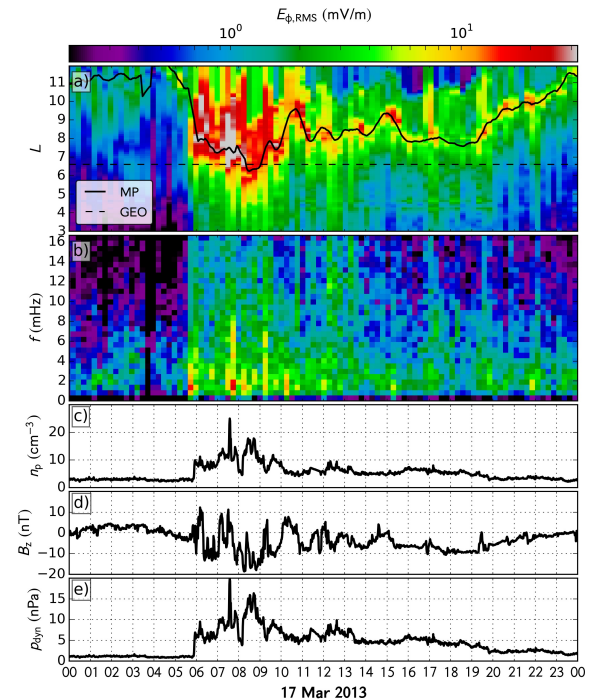 E_ϕ,RMS (mV/m)
10^0 10^1
a)
11
10
9
8
7
6
5
4
3
L
MP
GEO
b)
16
14
12
10
8
6
4
2
0
f (mHz)
c)
20
10
0
n_p (cm^−3)
d)
10
0
−10
−20
B_z (nT)
e)
15
10
5
0
p_dyn (nPa)
00 01 02 03 04 05 06 07 08 09 10 11 12 13 14 15 16 17 18 19 20 21 22 23 00
17 Mar 2013